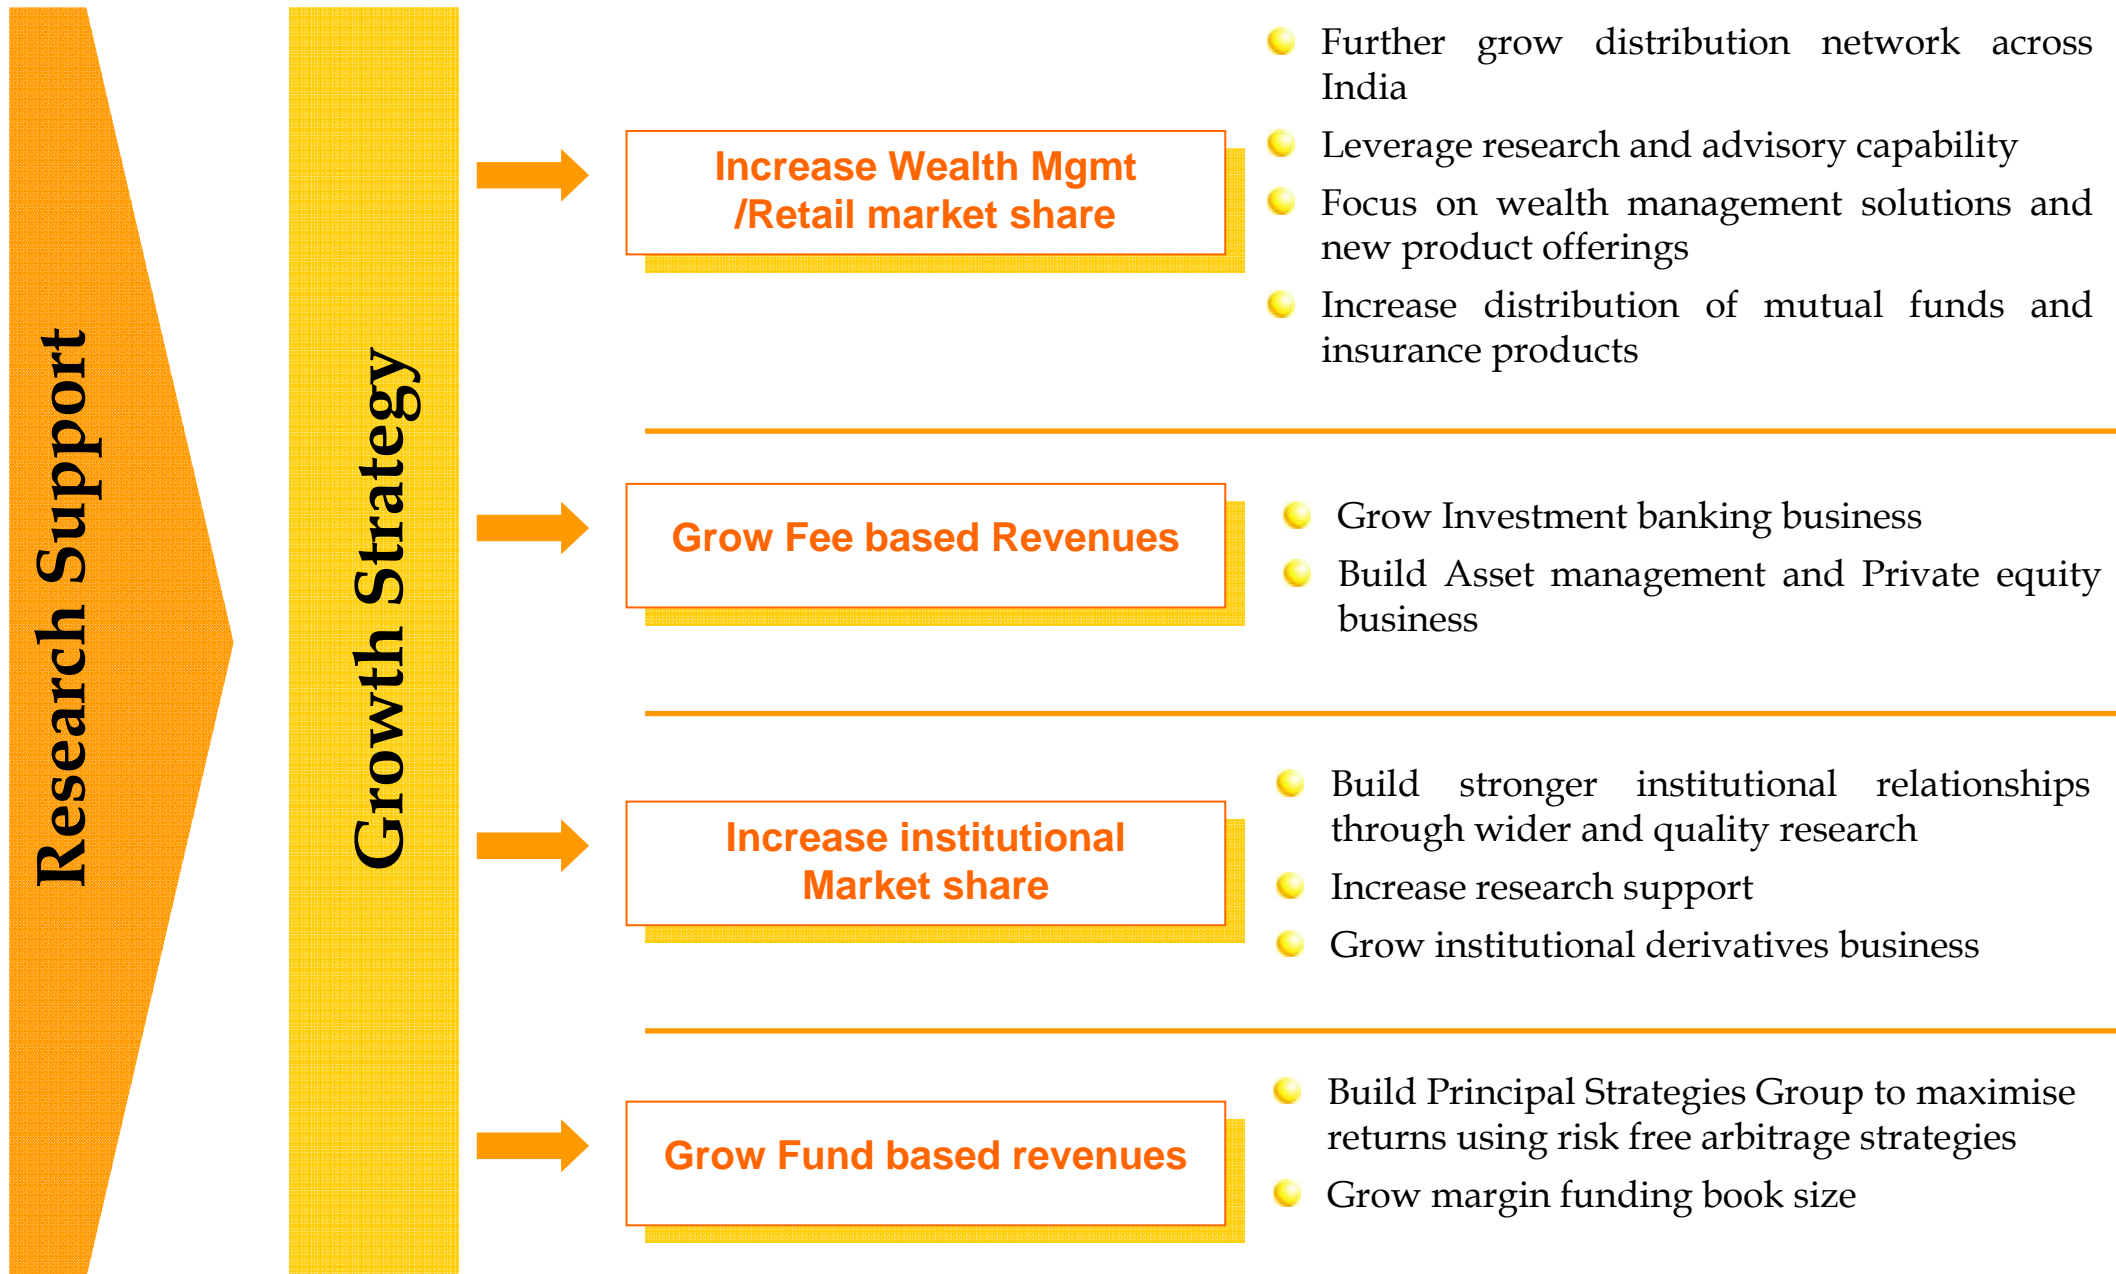 Research Support
Growth Strategy
Increase Wealth Mgmt
/Retail market share
Further grow distribution network across
India
Leverage research and advisory capability
Focus on wealth management solutions and
new product offerings
Increase distribution of mutual funds and
insurance products
Grow Fee based Revenues
Grow Investment banking business
Build Asset management and Private equity
business
Increase institutional
Market share
Build stronger institutional relationships
through wider and quality research
Increase research support
Grow institutional derivatives business
Grow Fund based revenues
Build Principal Strategies Group to maximise
returns using risk free arbitrage strategies
Grow margin funding book size